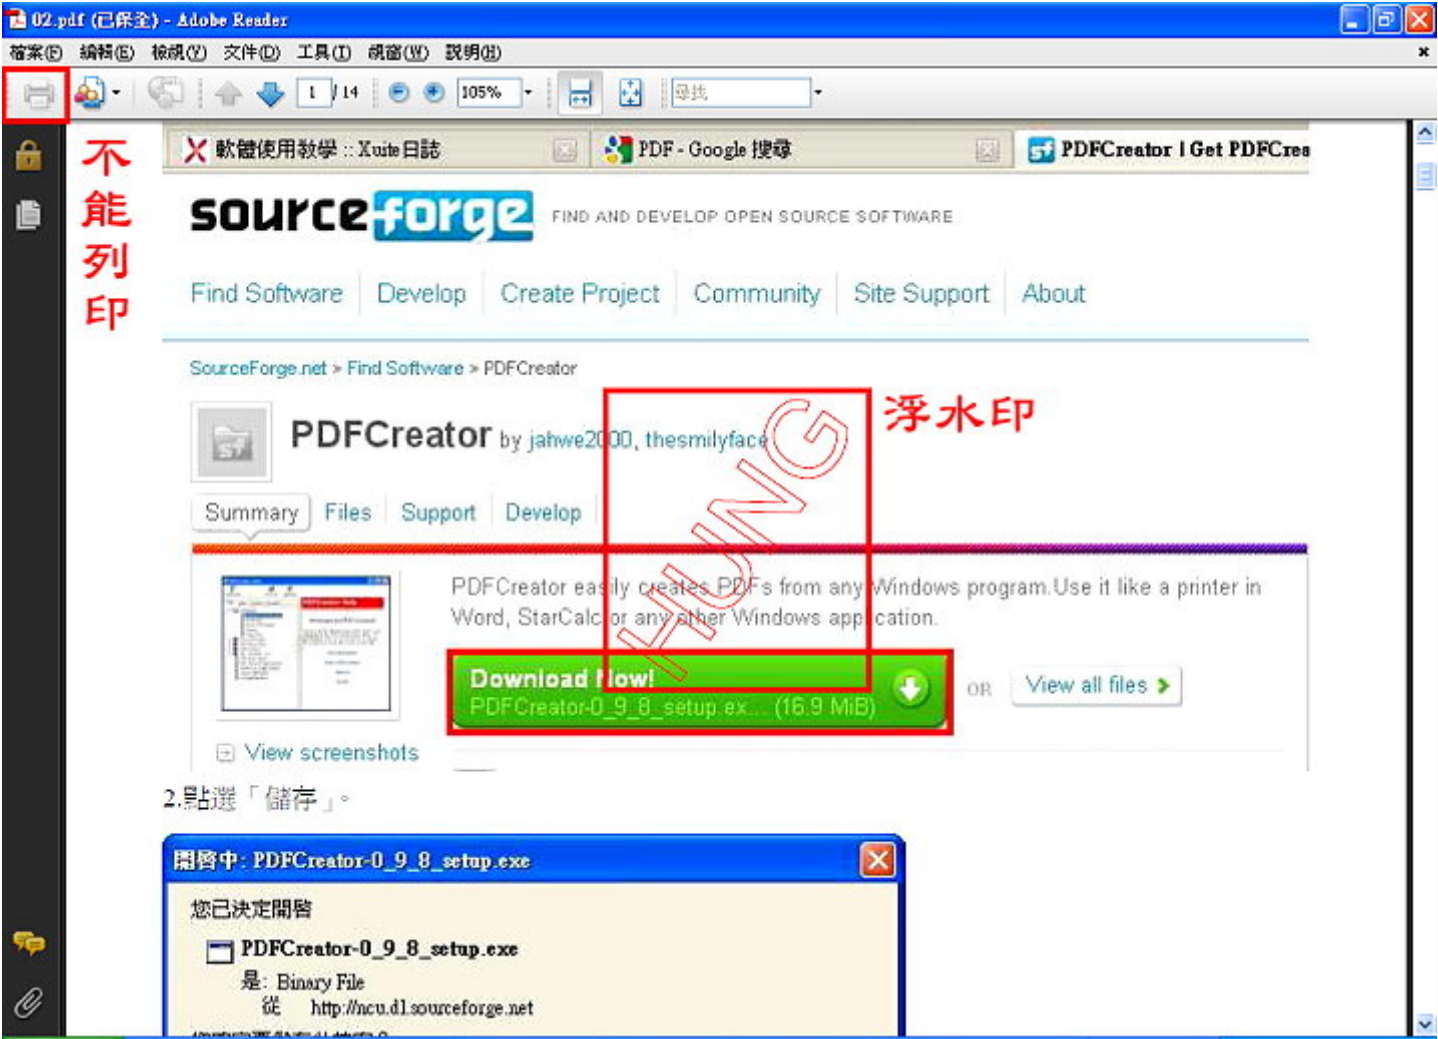 02.pdf (已保全) - Adobe Reader
檔案(F) 編輯(E) 檢視(V) 文件(D) 工具(T) 視窗(W) 說明(H)
1 / 14 105% 尋找
不能列印
軟體使用教學 :: Xuite日誌 PDF - Google 搜尋 PDFCreator | Get PDFCrea
sourceforge FIND AND DEVELOP OPEN SOURCE SOFTWARE
Find Software Develop Create Project Community Site Support About
SourceForge.net > Find Software > PDFCreator
浮水印
PDFCreator by jahwe2000, thesmilyface
HUNG
Summary Files Support Develop
PDFCreator easily creates PDFs from any Windows program.Use it like a printer in
Word, StarCalc or any other Windows application.
Download Now!
PDFCreator-0_9_8_setup.ex... (16.9 MiB)
OR View all files >
View screenshots
2.點選「儲存」。
開啓中: PDFCreator-0_9_8_setup.exe
您已決定開啓
PDFCreator-0_9_8_setup.exe
是: Binary File
從 http://ncu.dl.sourceforge.net